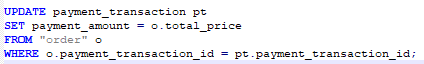 UPDATE payment_transaction pt
SET payment_amount = o.total_price
FROM "order" o
WHERE o.payment_transaction_id = pt.payment_transaction_id;